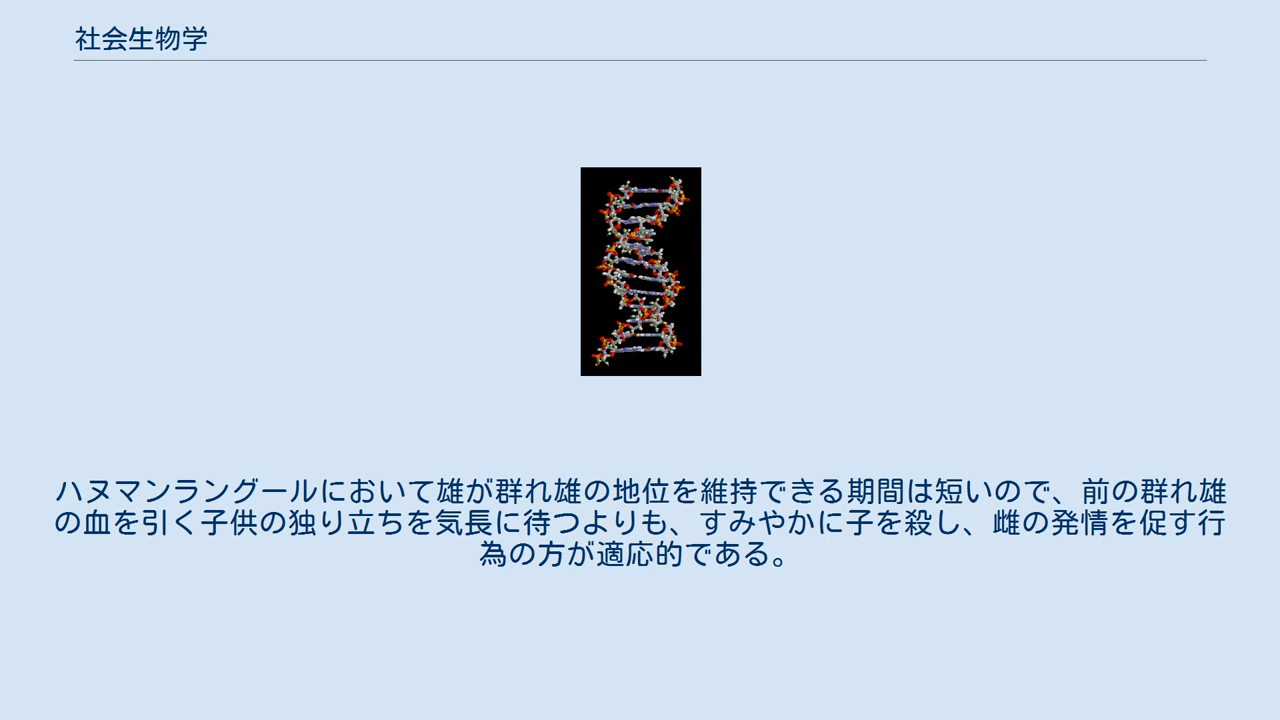 社会生物学
ハヌマンラングールにおいて雄が群れ雄の地位を維持できる期間は短いので、前の群れ雄
の血を引く子供の独り立ちを気長に待つよりも、すみやかに子を殺し、雌の発情を促す行
為の方が適応的である。